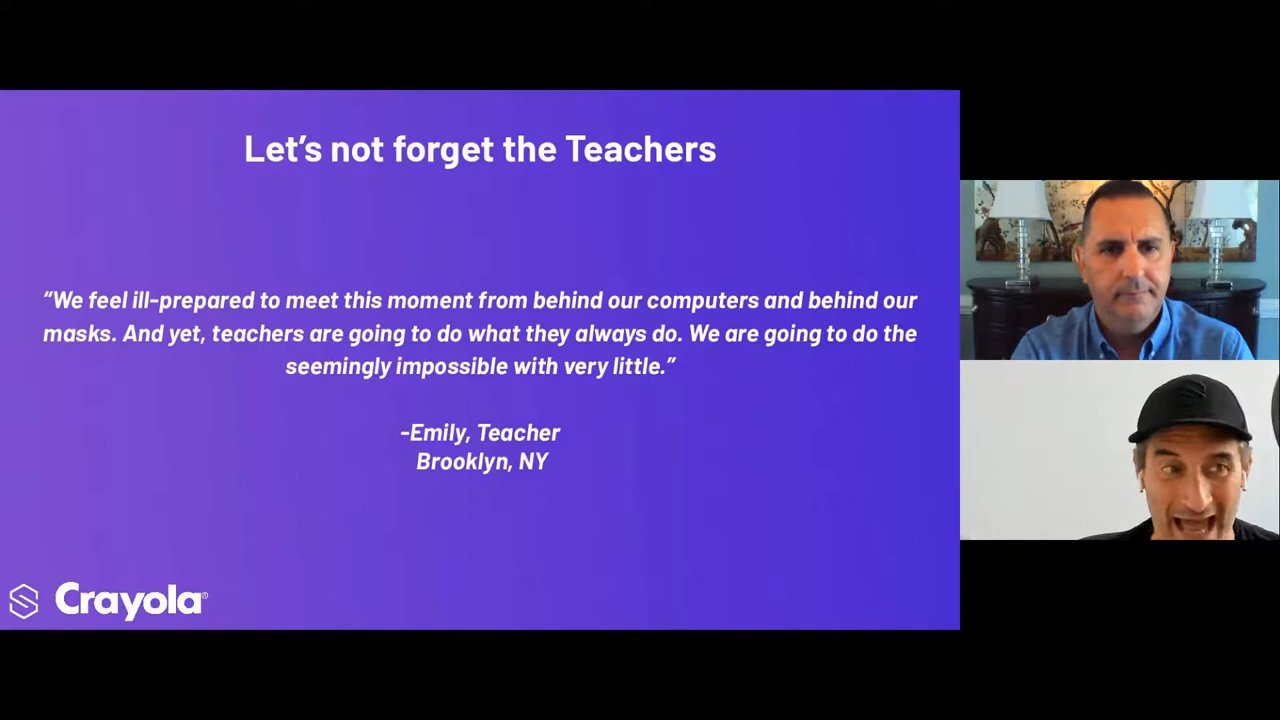 Let's not forget the Teachers
“We feel ill-prepared to meet this moment from behind our computers and behind our
masks. And yet, teachers are going to do what they always do. We are going to do the
seemingly impossible with very little.”
-Emily, Teacher
Brooklyn, NY
Crayola®